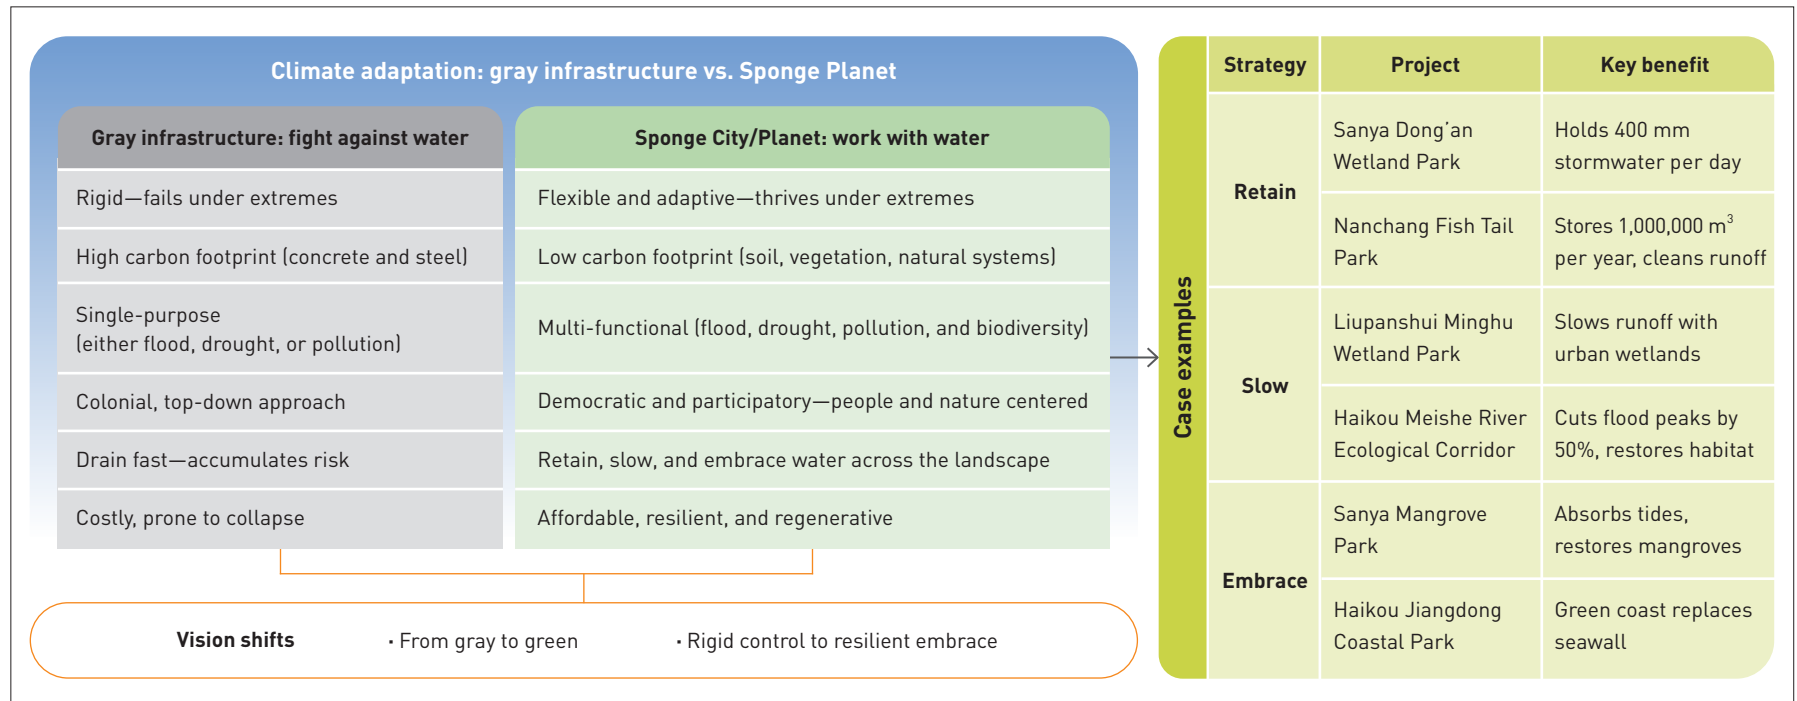 Climate adaptation: gray infrastructure vs. Sponge Planet
Gray infrastructure: fight against water
Sponge City/Planet: work with water
Rigid—fails under extremes
Flexible and adaptive—thrives under extremes
High carbon footprint (concrete and steel)
Low carbon footprint (soil, vegetation, natural systems)
Single-purpose
(either flood, drought, or pollution)
Multi-functional (flood, drought, pollution, and biodiversity)
Colonial, top-down approach
Democratic and participatory—people and nature centered
Drain fast—accumulates risk
Retain, slow, and embrace water across the landscape
Costly, prone to collapse
Affordable, resilient, and regenerative
Vision shifts
· From gray to green
· Rigid control to resilient embrace
Case examples
Strategy
Project
Key benefit
Retain
Sanya Dong’an
Wetland Park
Holds 400 mm
stormwater per day
Nanchang Fish Tail
Park
Stores 1,000,000 m³
per year, cleans runoff
Slow
Liupanshui Minghu
Wetland Park
Slows runoff with
urban wetlands
Haikou Meishe River
Ecological Corridor
Cuts flood peaks by
50%, restores habitat
Embrace
Sanya Mangrove
Park
Absorbs tides,
restores mangroves
Haikou Jiangdong
Coastal Park
Green coast replaces
seawall